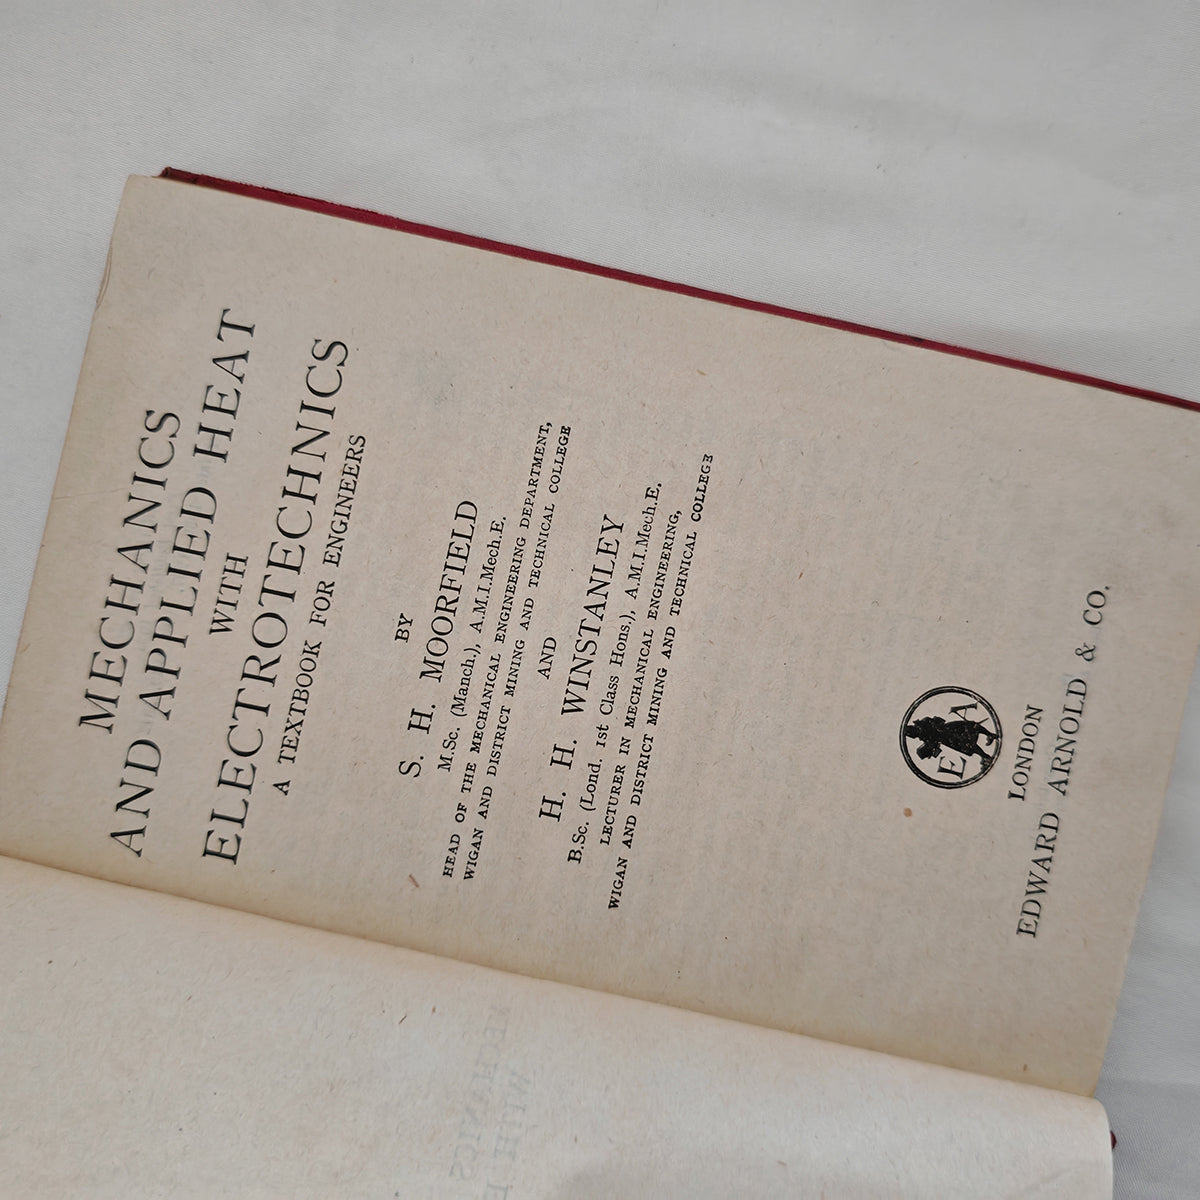 MECHANICS
AND APPLIED HEAT
WITH
ELECTROTECHNICS
A TEXTBOOK FOR ENGINEERS
BY
S. H. MOORFIELD
M.Sc. (Manch.), A.M.I.Mech.E.
HEAD OF THE MECHANICAL ENGINEERING DEPARTMENT,
WIGAN AND DISTRICT MINING AND TECHNICAL COLLEGE
AND
H. H. WINSTANLEY
B.Sc. (Lond. 1st Class Hons.), A.M.I.Mech.E.
LECTURER IN MECHANICAL ENGINEERING,
WIGAN AND DISTRICT MINING AND TECHNICAL COLLEGE
E A
LONDON
EDWARD ARNOLD & CO.